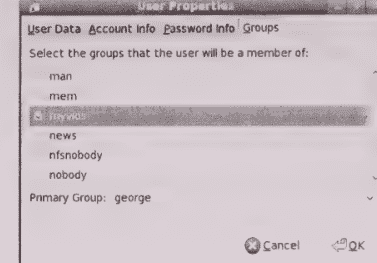 User Properties
User Data Account Info Password Info Groups
Select the groups that the user will be a member of:
man
mem
myvids
news
nfsnobody
nobody
Primary Group: george
Cancel OK